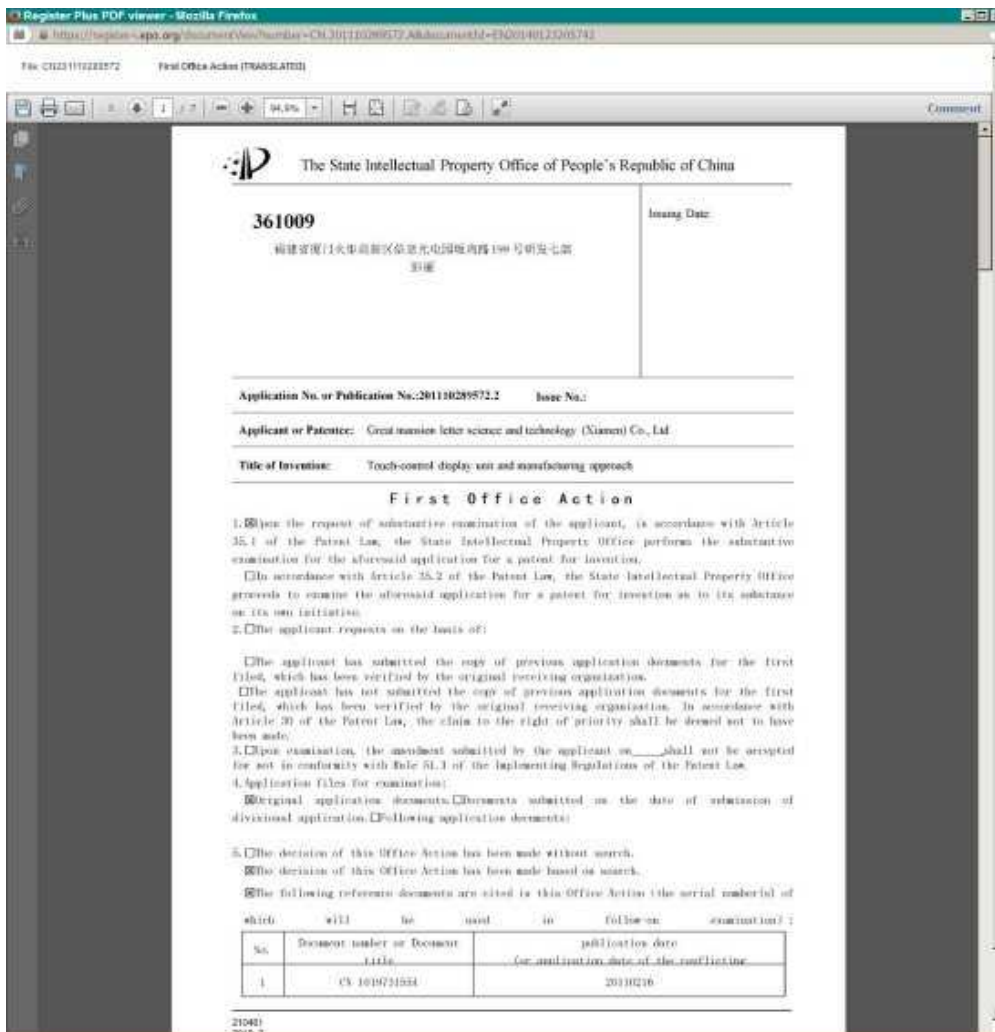 Register Plus PDF viewer - Mozilla Firefox
File: CN201110289572 First Office Action (TRANSLATED)
1 / 7 94,9% Comment
The State Intellectual Property Office of People's Republic of China
361009
Issuing Date:
Application No. or Publication No.:201110289572.2 Issue No.:
Applicant or Patentee: Great mansion letter science and technology (Xiamen) Co., Ltd
Title of Invention: Touch-control display unit and manufacturing approach
First Office Action
1.☒Upon the request of substantive examination of the applicant, in accordance with Article
35.1 of the Patent Law, the State Intellectual Property Office performs the substantive
examination for the aforesaid application for a patent for invention.
☐In accordance with Article 35.2 of the Patent Law, the State Intellectual Property Office
proceeds to examine the aforesaid application for a patent for invention as to its substance
on its own initiative.
2.☐The applicant requests on the basis of:
☐The applicant has submitted the copy of previous application documents for the first
filed, which has been verified by the original receiving organization.
☐The applicant has not submitted the copy of previous application documents for the first
filed, which has been verified by the original receiving organization. In accordance with
Article 30 of the Patent Law, the claim to the right of priority shall be deemed not to have
been made.
3.☐Upon examination, the amendment submitted by the applicant on_____shall not be accepted
for not in conformity with Rule 51.3 of the Implementing Regulations of the Patent Law.
4.Application files for examination:
☒Original application documents.☐Documents submitted on the date of submission of
divisional application.☐Following application documents:
5.☐The decision of this Office Action has been made without search.
☒The decision of this Office Action has been made based on search.
☒The following reference documents are cited in this Office Action (the serial number(s) of
which will be used in follow-on examination):
No. Document number or Document title publication date
(or application date of the conflicting
1 20110216
210401